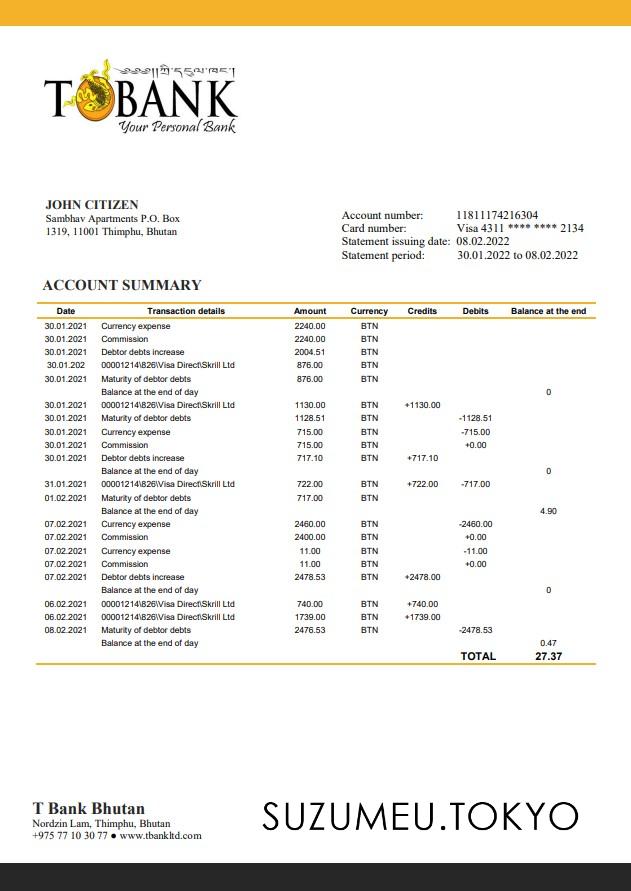 ༄༅།།ཀྲི་དངུལ་ཁང་།
T BANK
Your Personal Bank
JOHN CITIZEN
Sambhav Apartments P.O. Box
1319, 11001 Thimphu, Bhutan
Account number: 11811174216304
Card number: Visa 4311 **** **** 2134
Statement issuing date: 08.02.2022
Statement period: 30.01.2022 to 08.02.2022
ACCOUNT SUMMARY
Date Transaction details Amount Currency Credits Debits Balance at the end
30.01.2021 Currency expense 2240.00 BTN
30.01.2021 Commission 2240.00 BTN
30.01.2021 Debtor debts increase 2004.51 BTN
30.01.202 00001214\826\Visa Direct\Skrill Ltd 876.00 BTN
30.01.2021 Maturity of debtor debts 876.00 BTN
Balance at the end of day 0
30.01.2021 00001214\826\Visa Direct\Skrill Ltd 1130.00 BTN +1130.00
30.01.2021 Maturity of debtor debts 1128.51 BTN -1128.51
30.01.2021 Currency expense 715.00 BTN -715.00
30.01.2021 Commission 715.00 BTN +0.00
30.01.2021 Debtor debts increase 717.10 BTN +717.10
Balance at the end of day 0
31.01.2021 00001214\826\Visa Direct\Skrill Ltd 722.00 BTN +722.00 -717.00
01.02.2021 Maturity of debtor debts 717.00 BTN
Balance at the end of day 4.90
07.02.2021 Currency expense 2460.00 BTN -2460.00
07.02.2021 Commission 2400.00 BTN +0.00
07.02.2021 Currency expense 11.00 BTN -11.00
07.02.2021 Commission 11.00 BTN +0.00
07.02.2021 Debtor debts increase 2478.53 BTN +2478.00
Balance at the end of day 0
06.02.2021 00001214\826\Visa Direct\Skrill Ltd 740.00 BTN +740.00
06.02.2021 00001214\826\Visa Direct\Skrill Ltd 1739.00 BTN +1739.00
08.02.2021 Maturity of debtor debts 2476.53 BTN -2478.53
Balance at the end of day 0.47
TOTAL 27.37
T Bank Bhutan
Nordzin Lam, Thimphu, Bhutan
+975 77 10 30 77 ● www.tbankltd.com
SUZUMEU.TOKYO